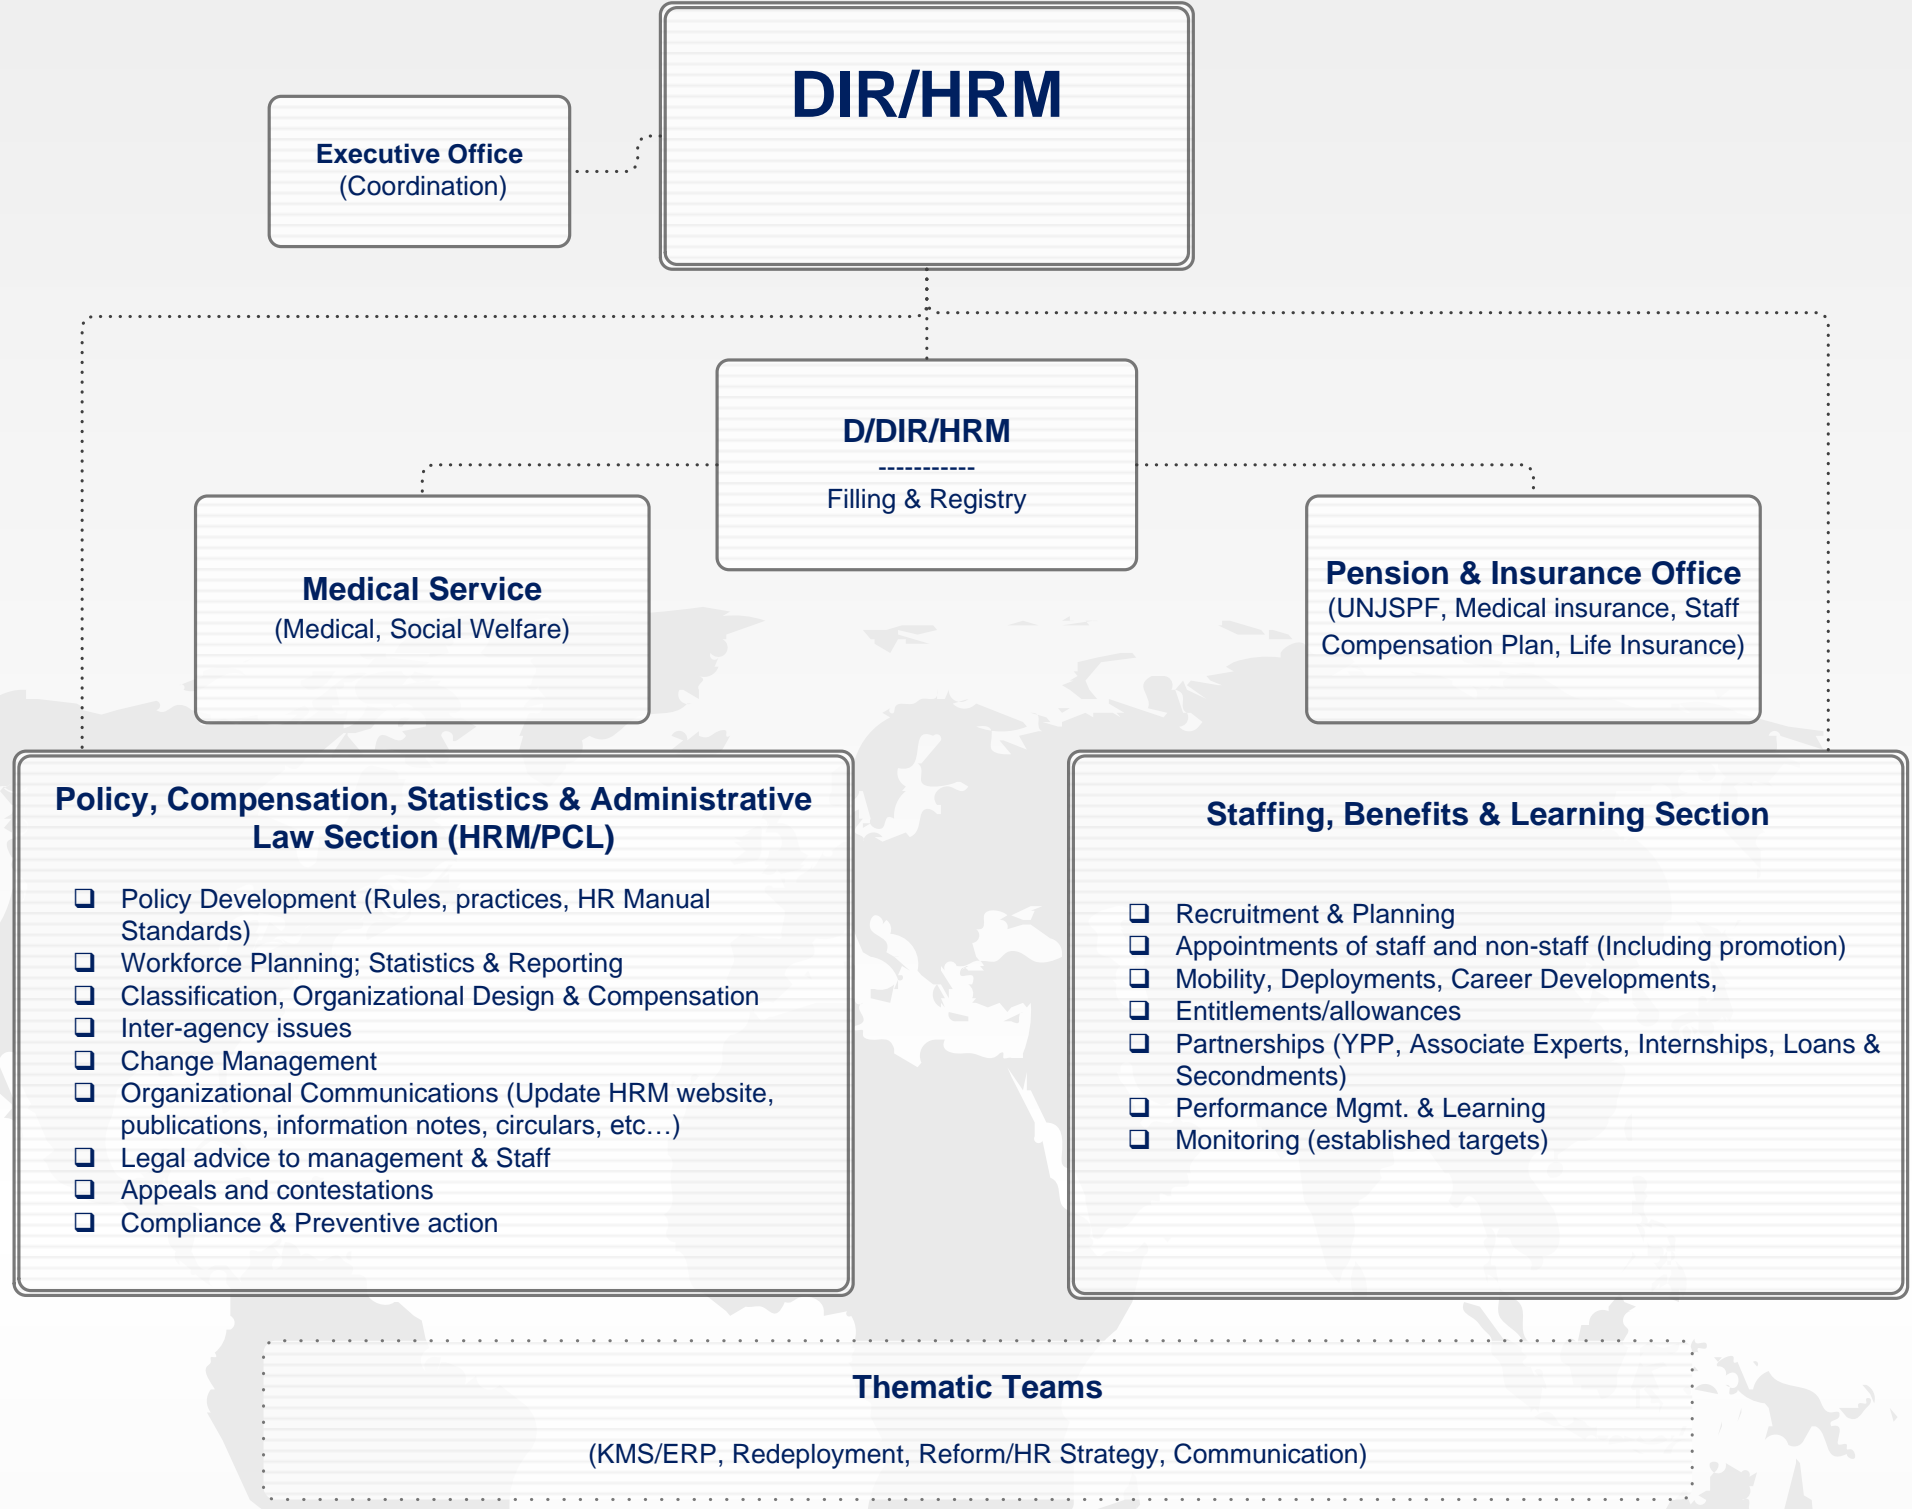 DIR/HRM
Executive Office
(Coordination)
D/DIR/HRM
-----------
Filling & Registry
Medical Service
(Medical, Social Welfare)
Pension & Insurance Office
(UNJSPF, Medical insurance, Staff
Compensation Plan, Life Insurance)
Policy, Compensation, Statistics & Administrative
Law Section (HRM/PCL)
❑ Policy Development (Rules, practices, HR Manual
Standards)
❑ Workforce Planning; Statistics & Reporting
❑ Classification, Organizational Design & Compensation
❑ Inter-agency issues
❑ Change Management
❑ Organizational Communications (Update HRM website,
publications, information notes, circulars, etc…)
❑ Legal advice to management & Staff
❑ Appeals and contestations
❑ Compliance & Preventive action
Staffing, Benefits & Learning Section
❑ Recruitment & Planning
❑ Appointments of staff and non-staff (Including promotion)
❑ Mobility, Deployments, Career Developments,
❑ Entitlements/allowances
❑ Partnerships (YPP, Associate Experts, Internships, Loans &
Secondments)
❑ Performance Mgmt. & Learning
❑ Monitoring (established targets)
Thematic Teams
(KMS/ERP, Redeployment, Reform/HR Strategy, Communication)